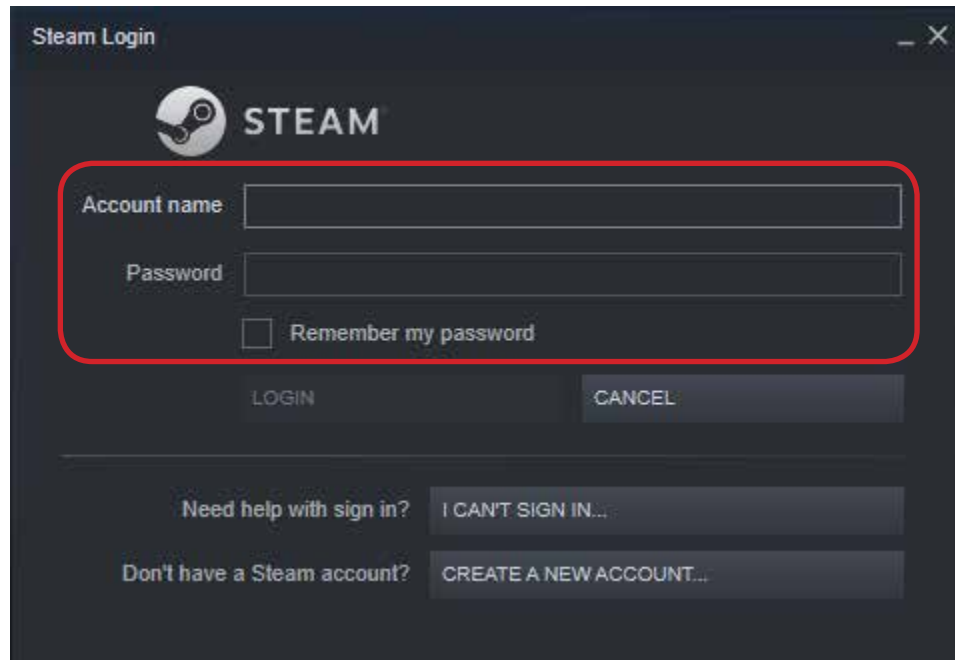 Steam Login
STEAM
Account name
Password
Remember my password
LOGIN CANCEL
Need help with sign in? I CAN'T SIGN IN...
Don't have a Steam account? CREATE A NEW ACCOUNT...